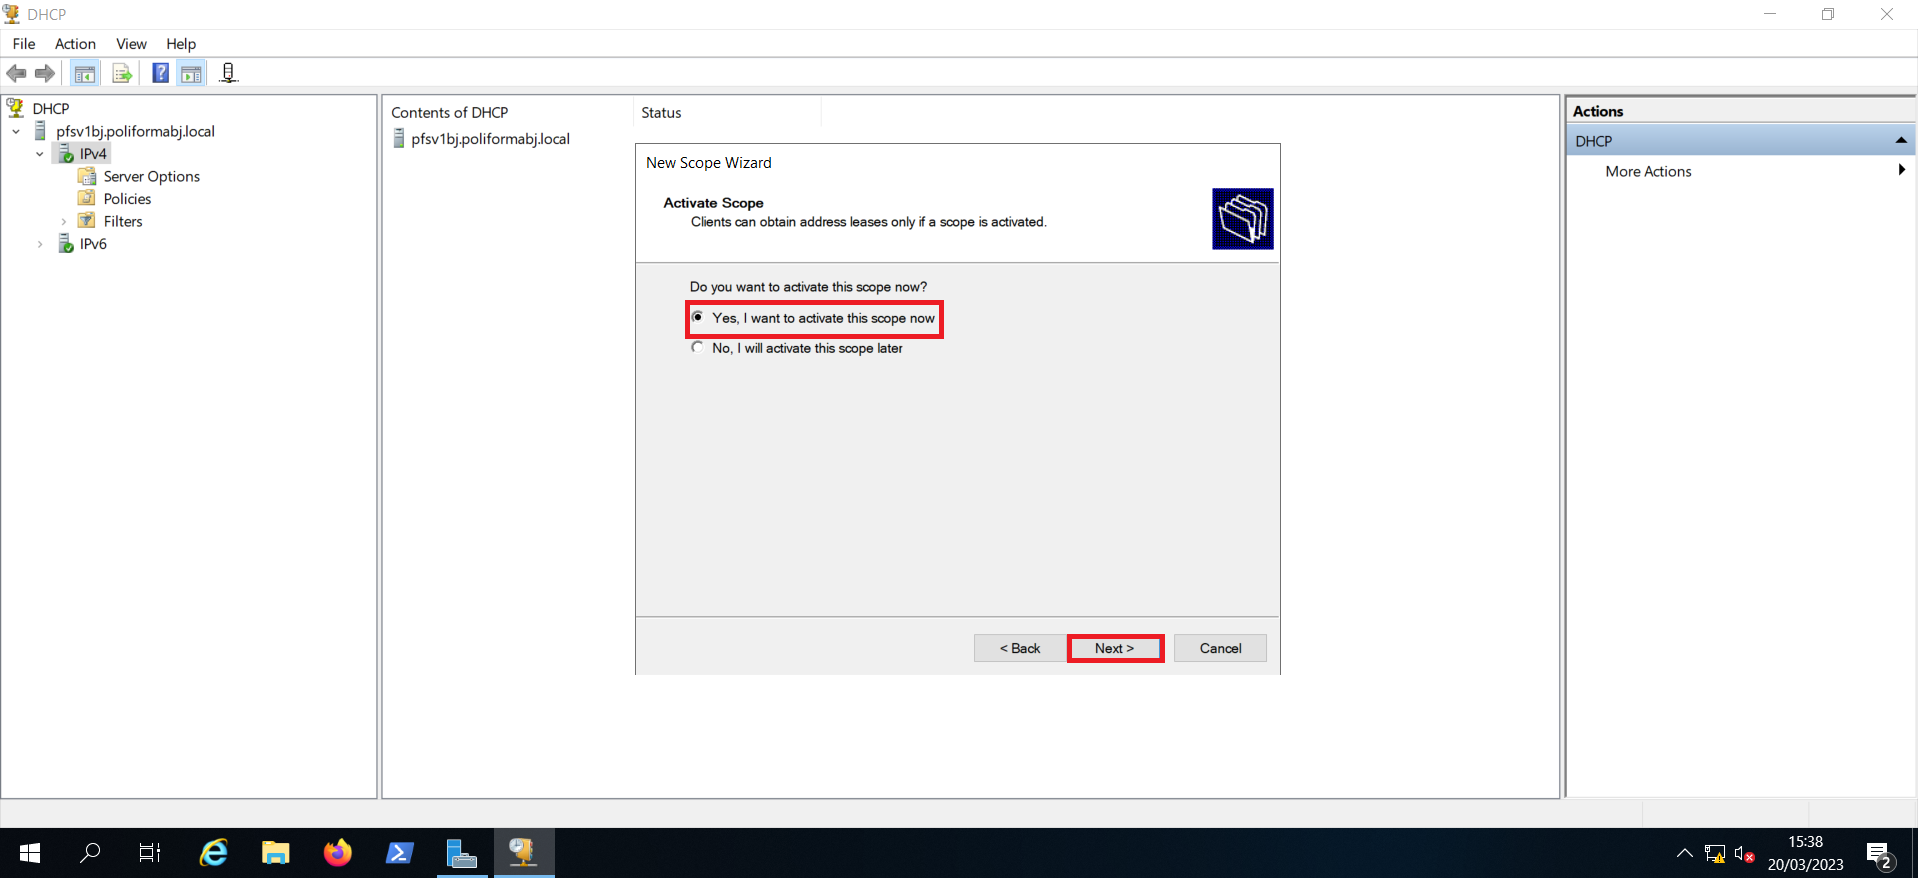 DHCP
File Action View Help
DHCP
pfsv1bj.poliformabj.local
IPv4
Server Options
Policies
Filters
IPv6
Contents of DHCP Status
pfsv1bj.poliformabj.local
New Scope Wizard
Activate Scope
Clients can obtain address leases only if a scope is activated.
Do you want to activate this scope now?
Yes, I want to activate this scope now
No, I will activate this scope later
< Back Next > Cancel
Actions
DHCP
More Actions
15:38
20/03/2023
2